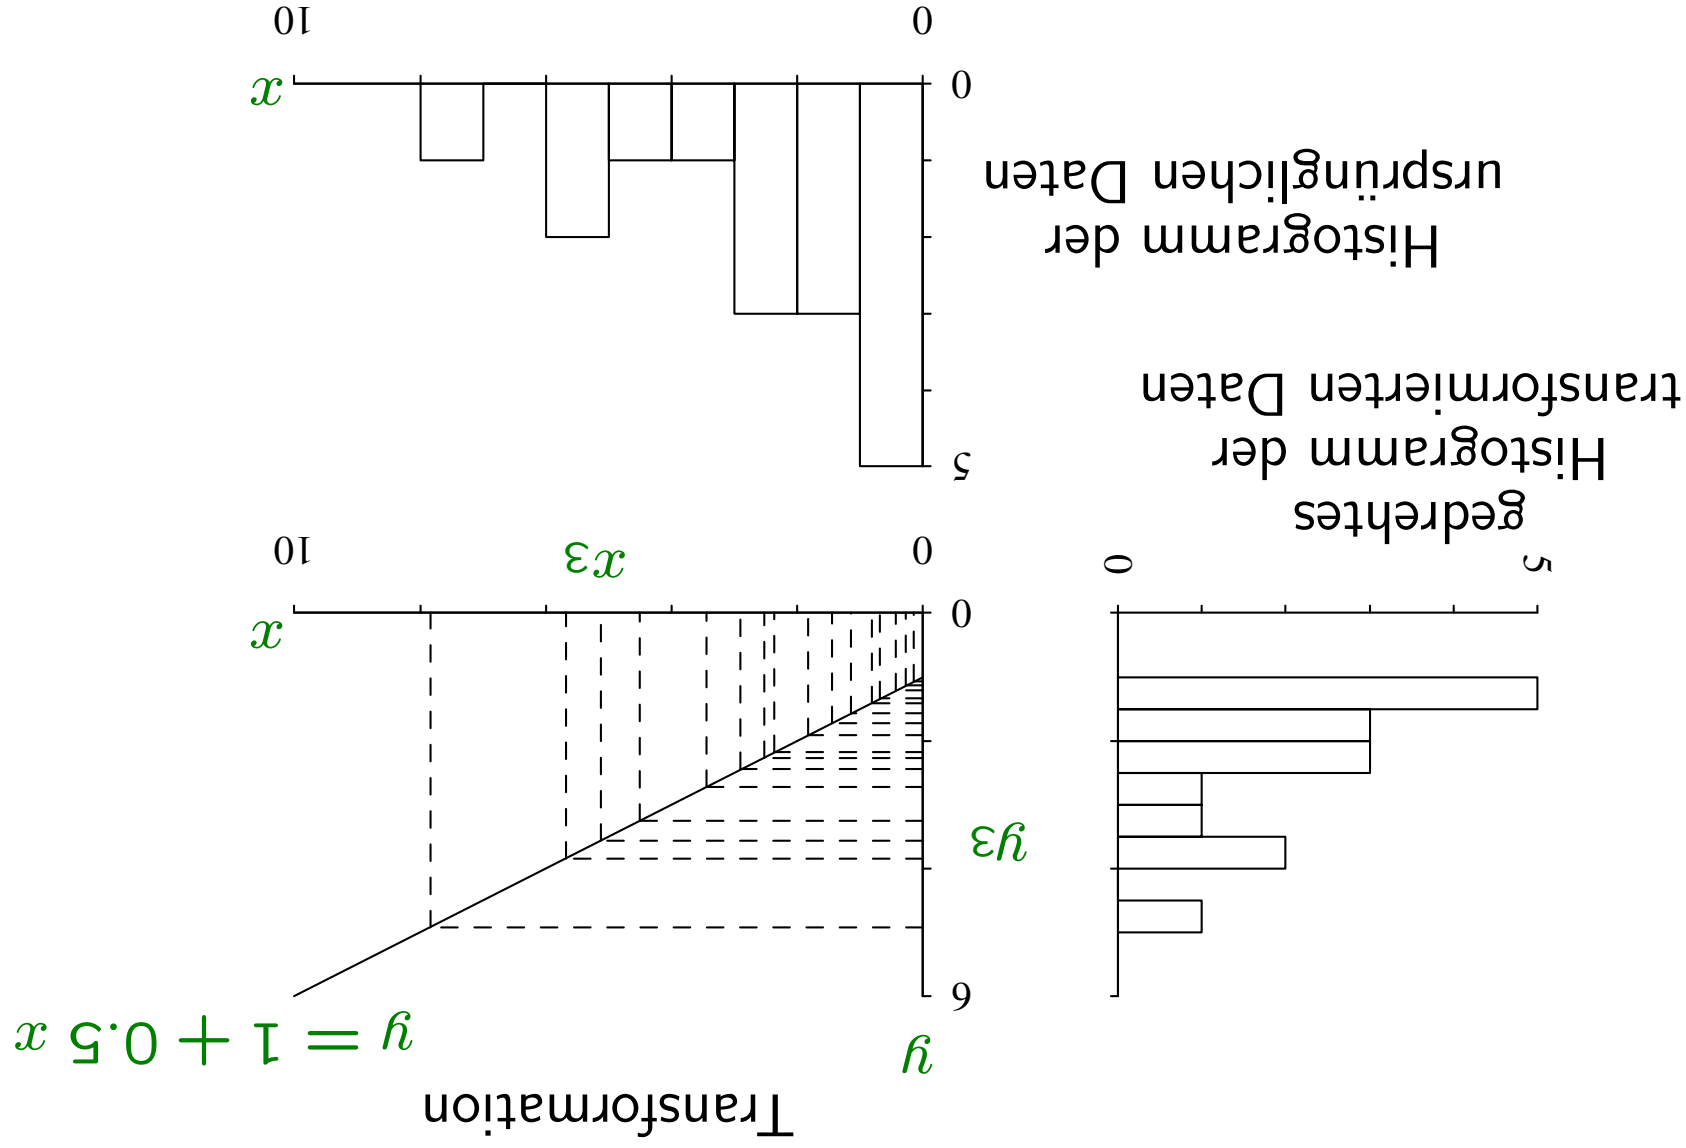 Transformation
y
y = 1 + 0.5 x
6
y3
0
x
0
x3
10
0
5
gedrehtes
Histogramm der
transformierten Daten
5
Histogramm der
ursprünglichen Daten
0
x
0
10